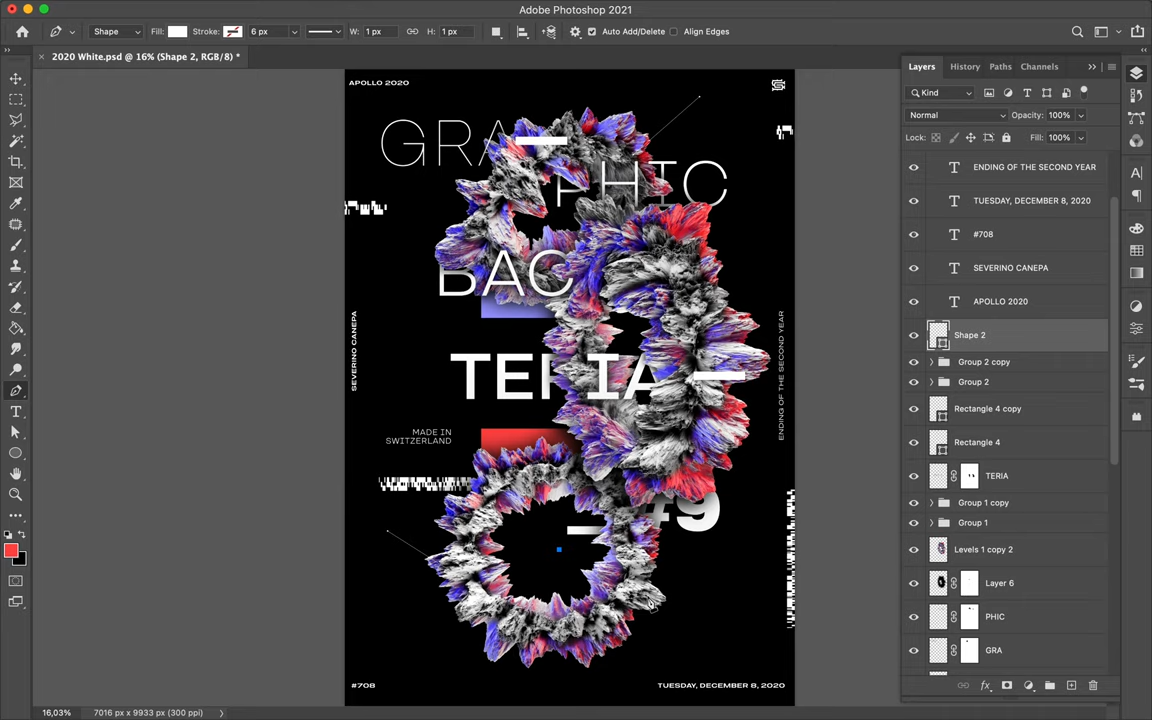 Adobe Photoshop 2021
Shape Fill: Stroke: 6 px W: 1 px H: 1 px Auto Add/Delete Align Edges
2020 White.psd @ 16% (Shape 2, RGB/8) *
Layers History Paths Channels
Kind
Normal Opacity: 100%
Lock: Fill: 100%
ENDING OF THE SECOND YEAR
TUESDAY, DECEMBER 8, 2020
#708
SEVERINO CANEPA
APOLLO 2020
Shape 2
Group 2 copy
Group 2
Rectangle 4 copy
Rectangle 4
TERIA
Group 1 copy
Group 1
Levels 1 copy 2
Layer 6
PHIC
GRA
APOLLO 2020
GRA
PHIC
BAC
TERIA
SEVERINO CANEPA
ENDING OF THE SECOND YEAR
MADE IN
SWITZERLAND
#9
#708
TUESDAY, DECEMBER 8, 2020
16,03% 7016 px x 9933 px (300 ppi)